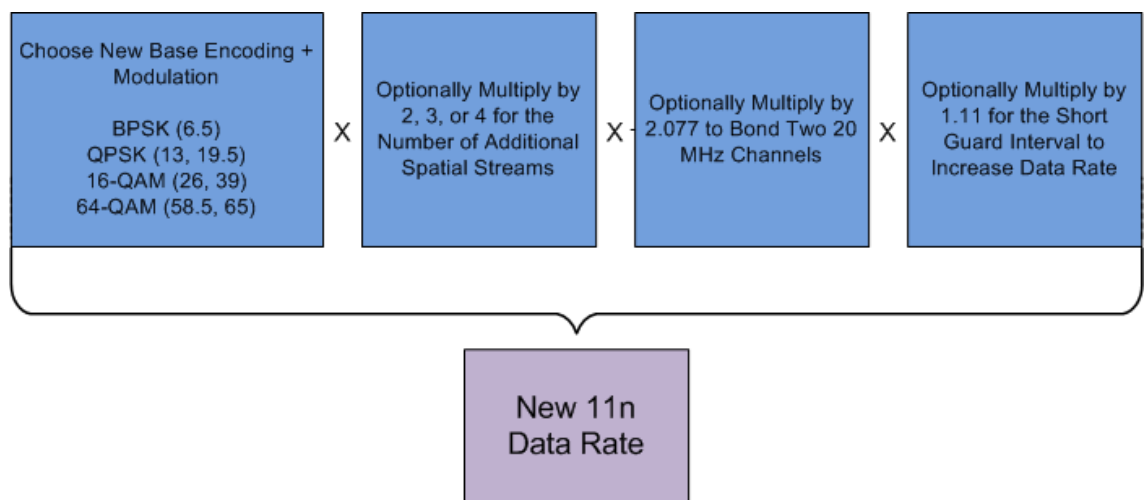 Choose New Base Encoding +
Modulation
BPSK (6.5)
QPSK (13, 19.5)
16-QAM (26, 39)
64-QAM (58.5, 65)
X
Optionally Multiply by
2, 3, or 4 for the
Number of Additional
Spatial Streams
X
Optionally Multiply by
2.077 to Bond Two 20
MHz Channels
X
Optionally Multiply by
1.11 for the Short
Guard Interval to
Increase Data Rate
New 11n
Data Rate